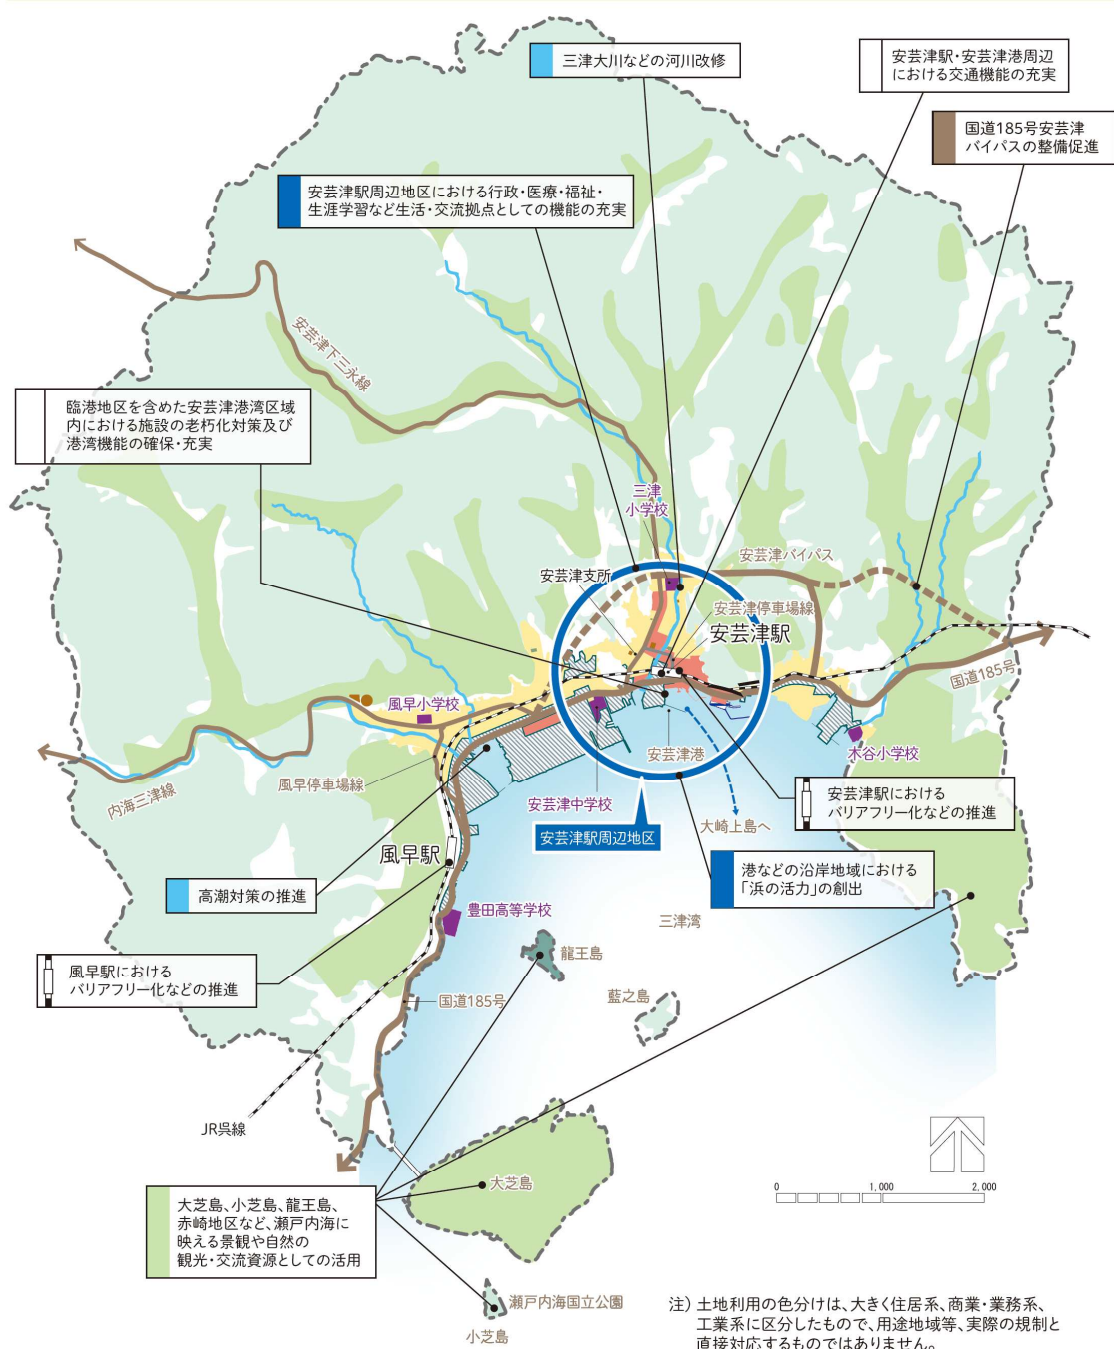 三津大川などの河川改修
安芸津駅・安芸津港周辺
における交通機能の充実
国道185号安芸津
バイパスの整備促進
安芸津駅周辺地区における行政・医療・福祉・
生涯学習など生活・交流拠点としての機能の充実
安芸津下三永線
臨港地区を含めた安芸津港湾区域
内における施設の老朽化対策及び
港湾機能の確保・充実
三津
小学校
安芸津バイパス
安芸津支所
安芸津停車場線
安芸津駅
国道185号
風早小学校
木谷小学校
安芸津港
風早停車場線
内海三津線
安芸津中学校
安芸津駅における
バリアフリー化などの推進
大崎上島へ
安芸津駅周辺地区
風早駅
港などの沿岸地域における
「浜の活力」の創出
高潮対策の推進
豊田高等学校
三津湾
龍王島
風早駅における
バリアフリー化などの推進
国道185号
藍之島
JR呉線
大芝島
0 1,000 2,000
大芝島、小芝島、龍王島、
赤崎地区など、瀬戸内海に
映える景観や自然の
観光・交流資源としての活用
瀬戸内海国立公園
小芝島
注）土地利用の色分けは、大きく住居系、商業・業務系、
工業系に区分したもので、用途地域等、実際の規制と
直接対応するものではありません。